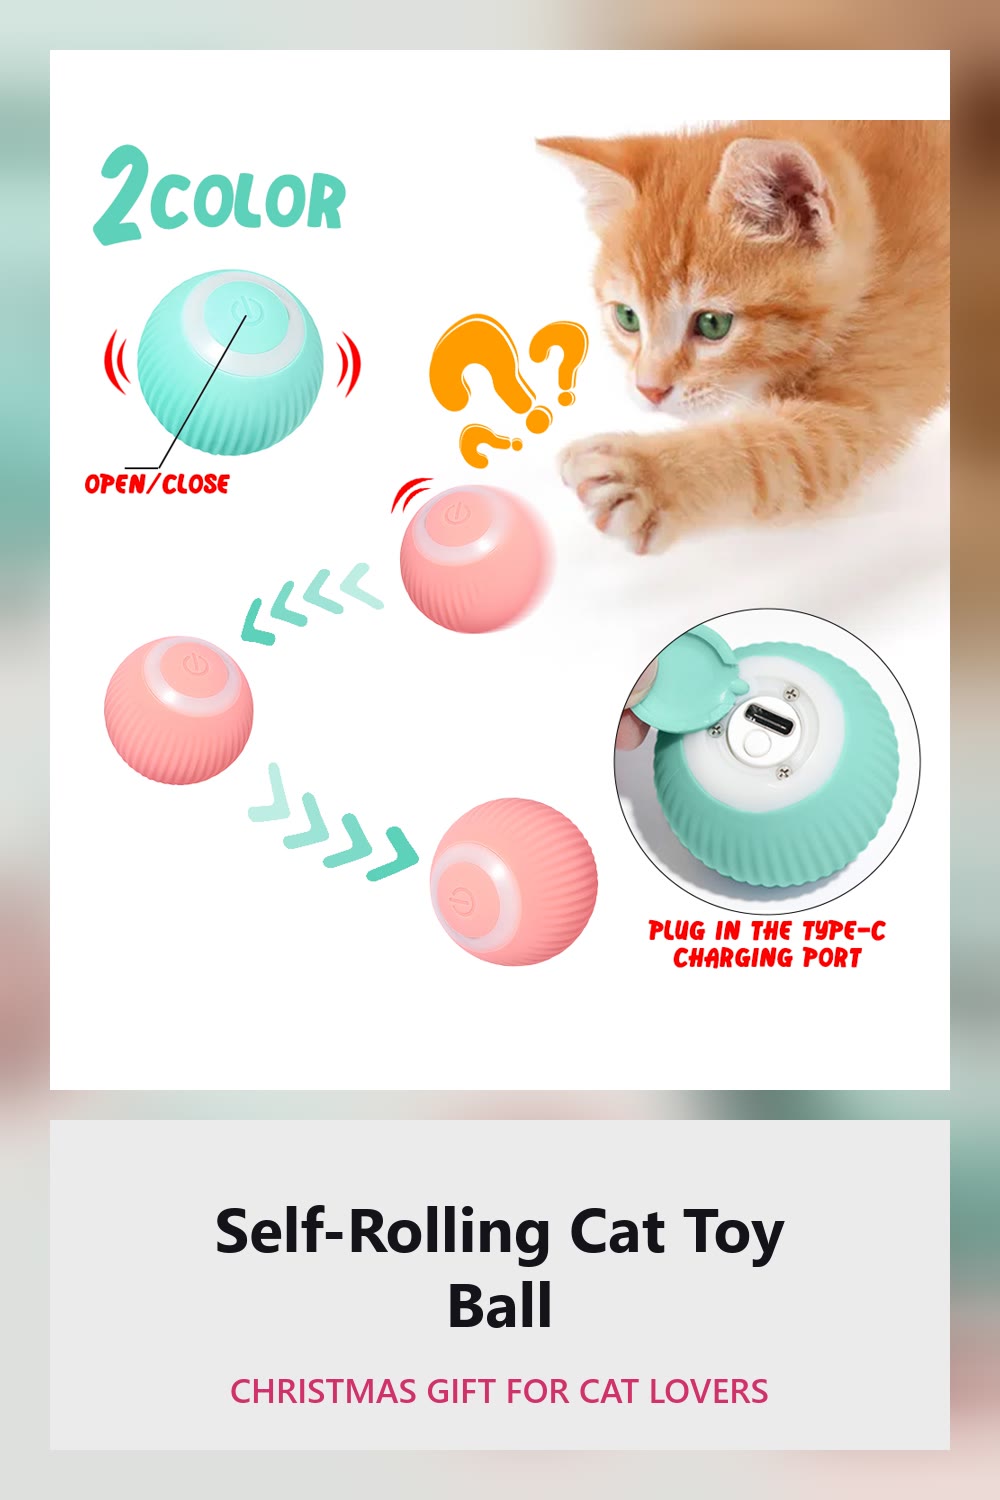 2COLOR
OPEN/CLOSE
???
PLUG IN THE TYPE-C
CHARGING PORT
Self-Rolling Cat Toy
Ball
CHRISTMAS GIFT FOR CAT LOVERS